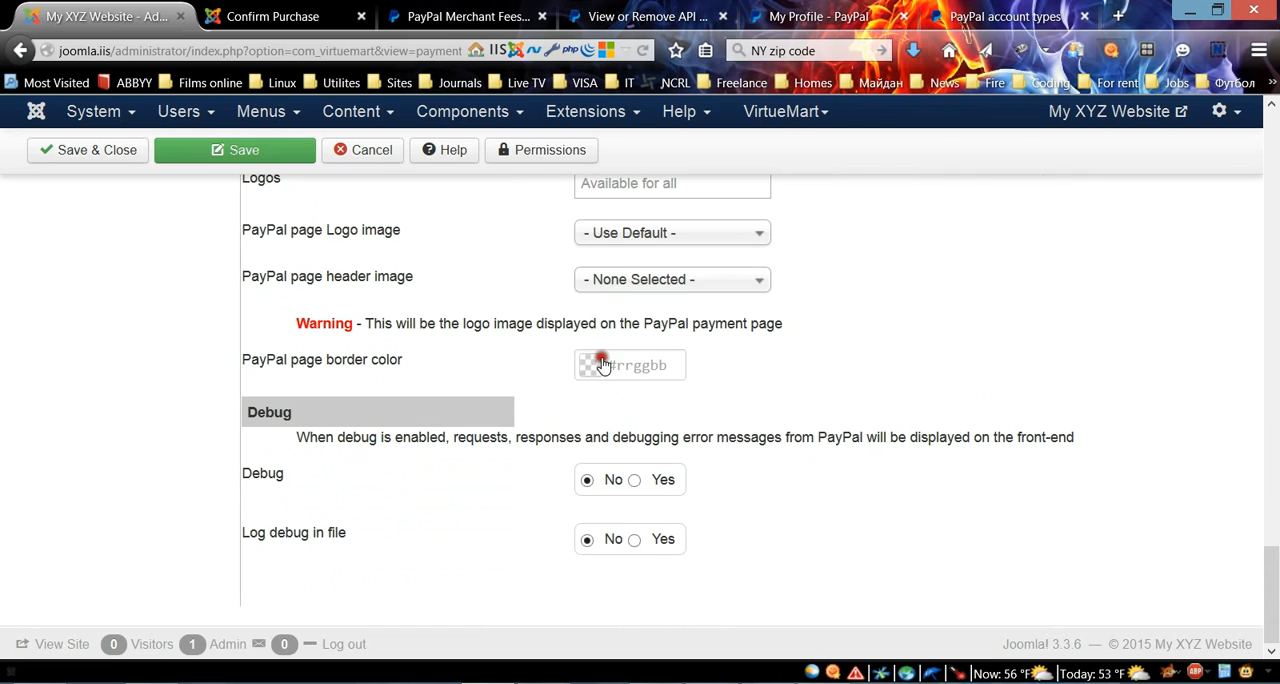 My XYZ Website - Ad... Confirm Purchase PayPal Merchant Fees... View or Remove API ... My Profile - PayPal PayPal account types
joomla.iis/administrator/index.php?option=com_virtuemart&view=payment IIS php NY zip code
Most Visited ABBYY Films online Linux Utilites Sites Journals Live TV VISA IT NCRL Freelance Homes Майдан News Fire Coding For rent Jobs Футбол
System Users Menus Content Components Extensions Help VirtueMart My XYZ Website
Save & Close Save Cancel Help Permissions
Logos Available for all
PayPal page Logo image - Use Default -
PayPal page header image - None Selected -
Warning - This will be the logo image displayed on the PayPal payment page
PayPal page border color #rrggbb
Debug
When debug is enabled, requests, responses and debugging error messages from PayPal will be displayed on the front-end
Debug No Yes
Log debug in file No Yes
View Site 0 Visitors 1 Admin 0 Log out Joomla! 3.3.6 — © 2015 My XYZ Website
Now: 56 °F Today: 53 °F ABP